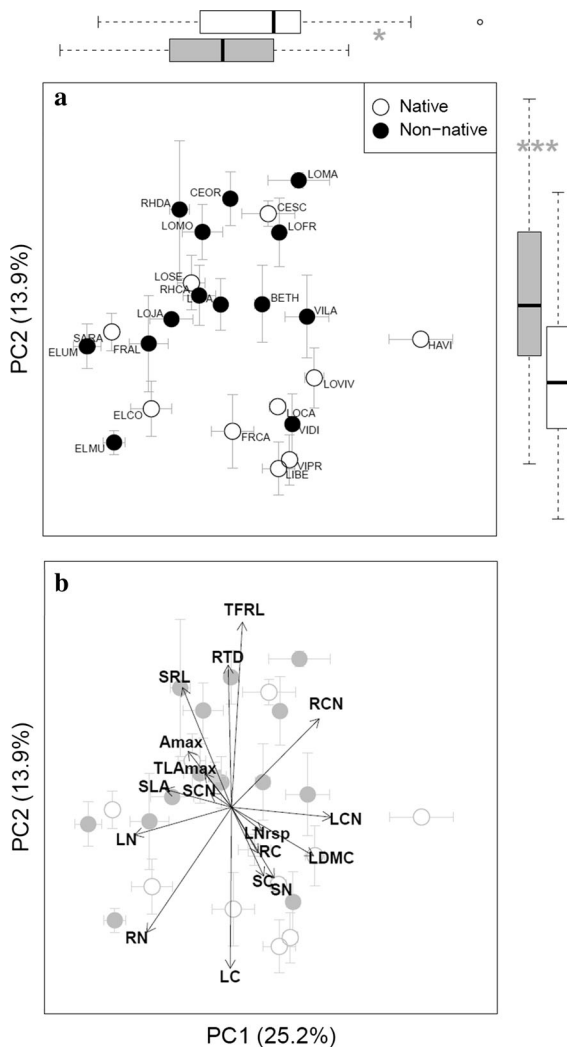 *
a
Native
Non-native
***
LOMA
CEOR
RHDA
CESC
LOMO
LOFR
LOSE
RHCA
BETH
LOJA
VILA
SARA
ELUM
FRAL
HAVI
LOVIV
ELCO
LOCA
VIDI
FRCA
ELMU
VIPR
LIBE
PC2 (13.9%)
b
TFRL
RTD
SRL
RCN
Amax
TLAmax
SLA
SCN
LCN
LNrsp
LN
RC
LDMC
SC
SN
RN
LC
PC2 (13.9%)
PC1 (25.2%)